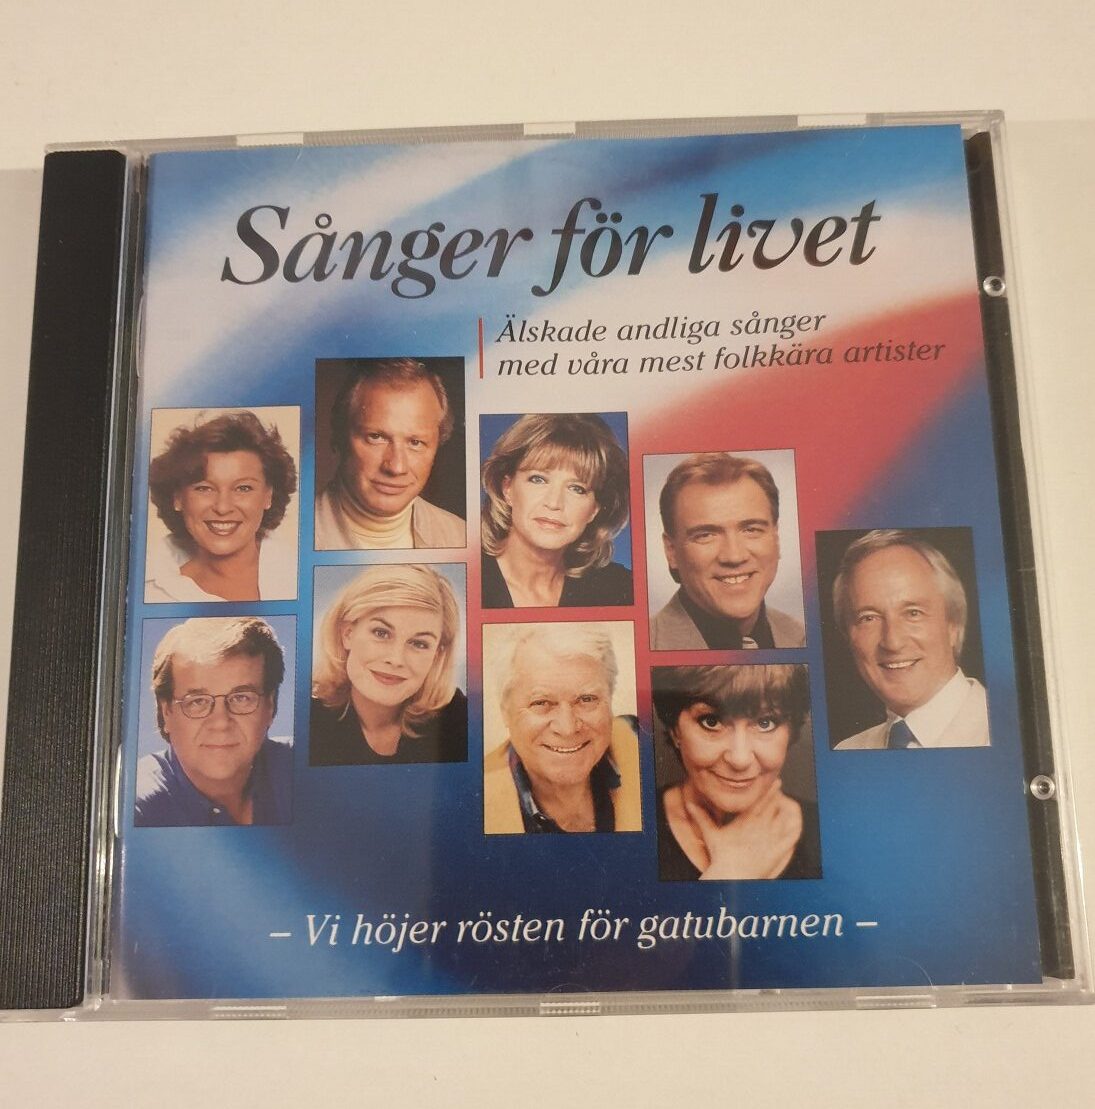 Sånger för livet
Älskade andliga sånger
med våra mest folkkära artister
– Vi höjer rösten för gatubarnen –